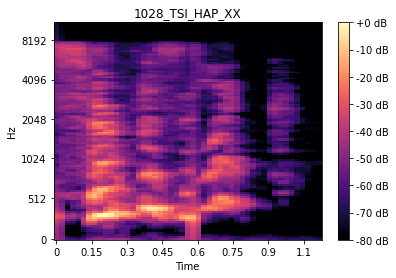 1028_TSI_HAP_XX
+0 dB
8192
-10 dB
4096
-20 dB
-30 dB
2048
Hz
-40 dB
1024
-50 dB
-60 dB
512
-70 dB
0
-80 dB
0 0.15 0.3 0.45 0.6 0.75 0.9 1.1
Time